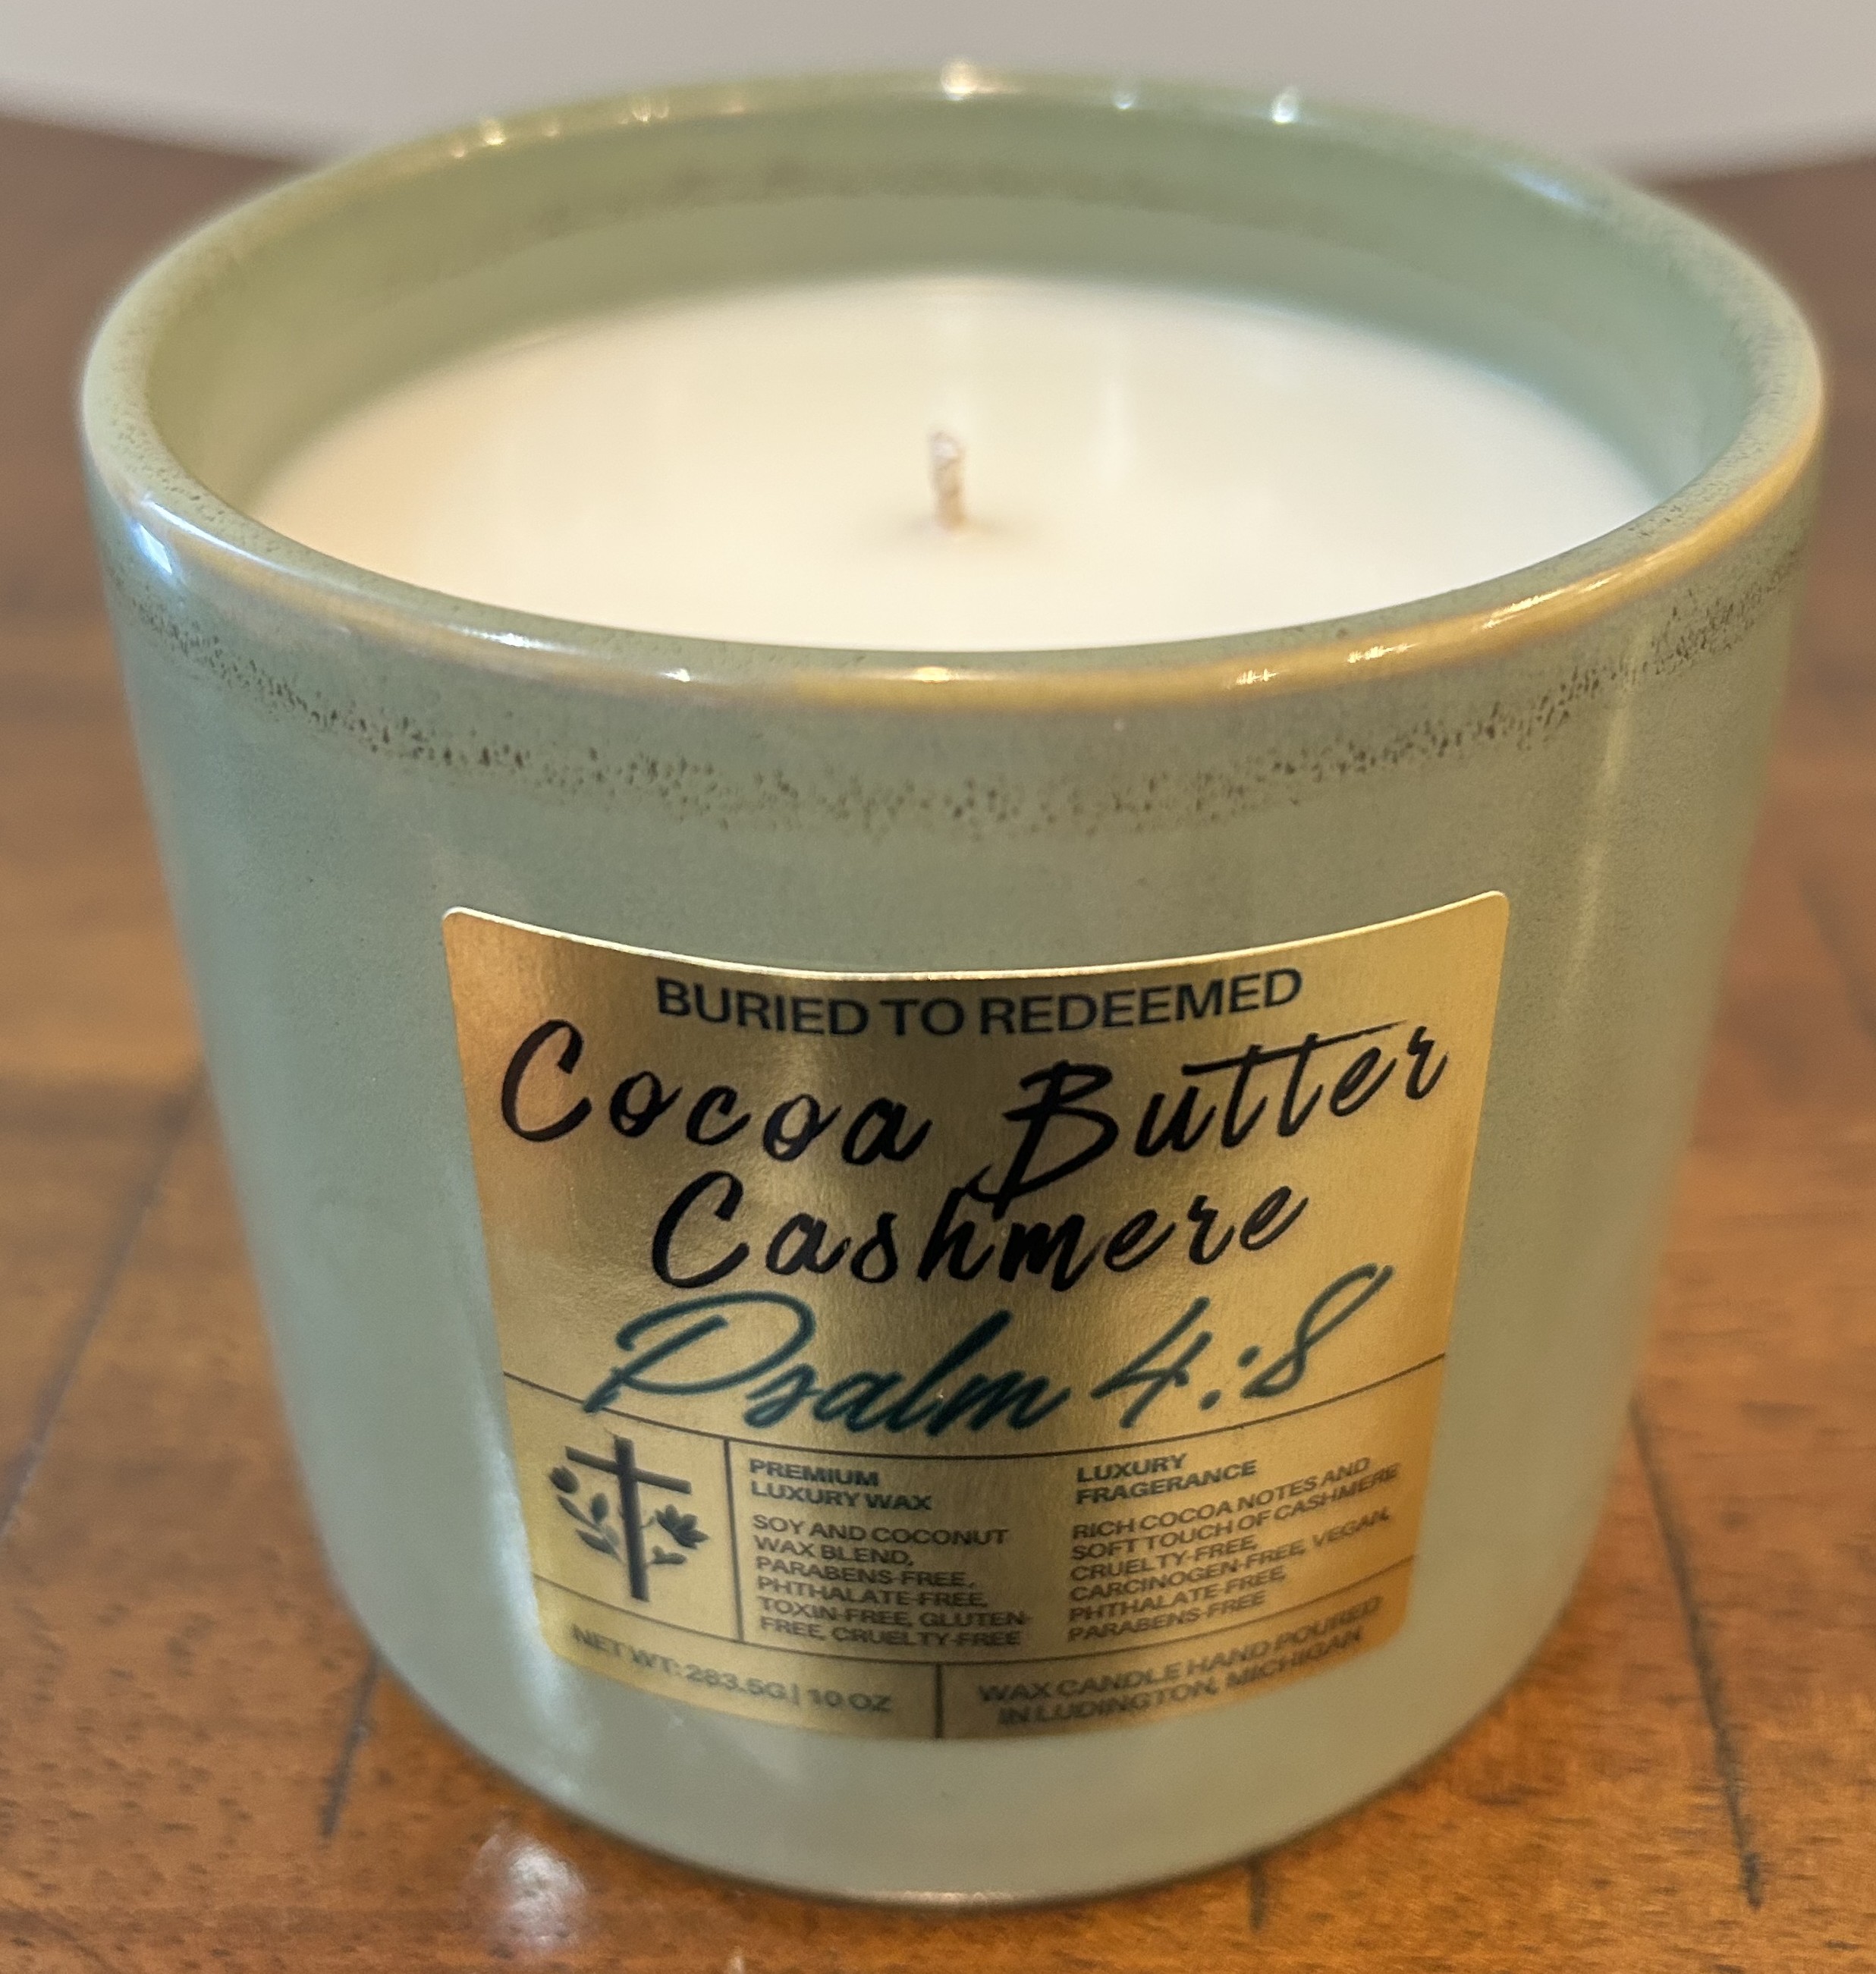 BURIED TO REDEEMED
Cocoa Butter
Cashmere
Psalm 4:8
PREMIUM
LUXURY WAX
SOY AND COCONUT
WAX BLEND,
PARABENS-FREE,
PHTHALATE-FREE,
TOXIN-FREE, GLUTEN-
FREE, CRUELTY-FREE
LUXURY
FRAGERANCE
RICH COCOA NOTES AND
SOFT TOUCH OF CASHMERE
CRUELTY-FREE,
CARCINOGEN-FREE, VEGAN,
PHTHALATE-FREE,
PARABENS-FREE
NET WT: 283.5G | 10 OZ
WAX CANDLE HAND POURED
IN LUDINGTON, MICHIGAN